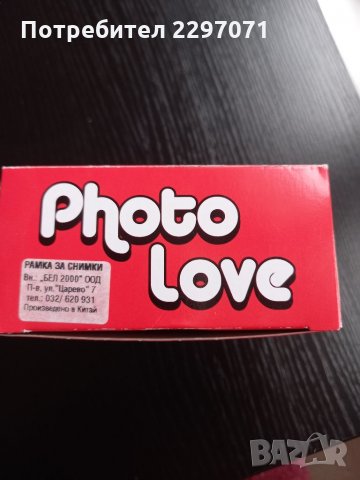 Потребител 2297071
Photo
Love
РАМКА ЗА СНИМКИ
Вн.: „БЕЛ 2000" ООД
П-в, ул."Царево" 7
тел.: 032/ 620 931
Произведено в Китай
BAZAR